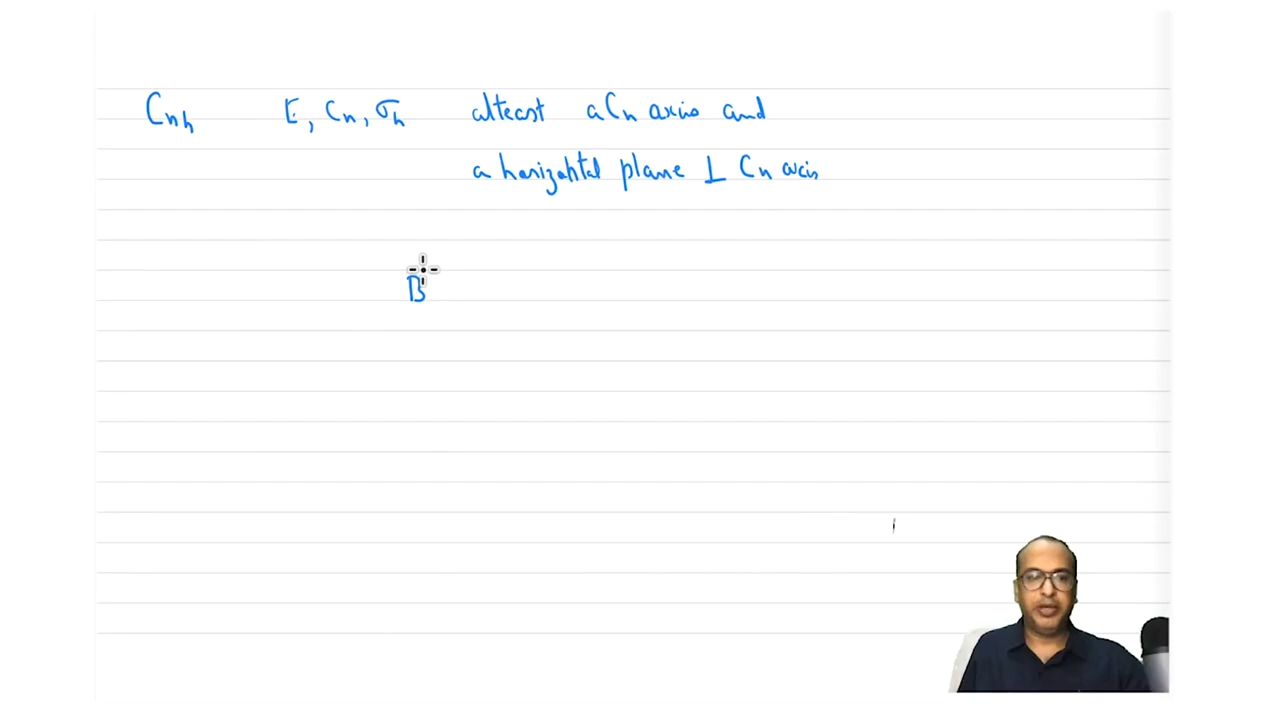 Cnh E, Cn, σh atleast a Cn axis and
a horizontal plane ⊥ Cn axis
B